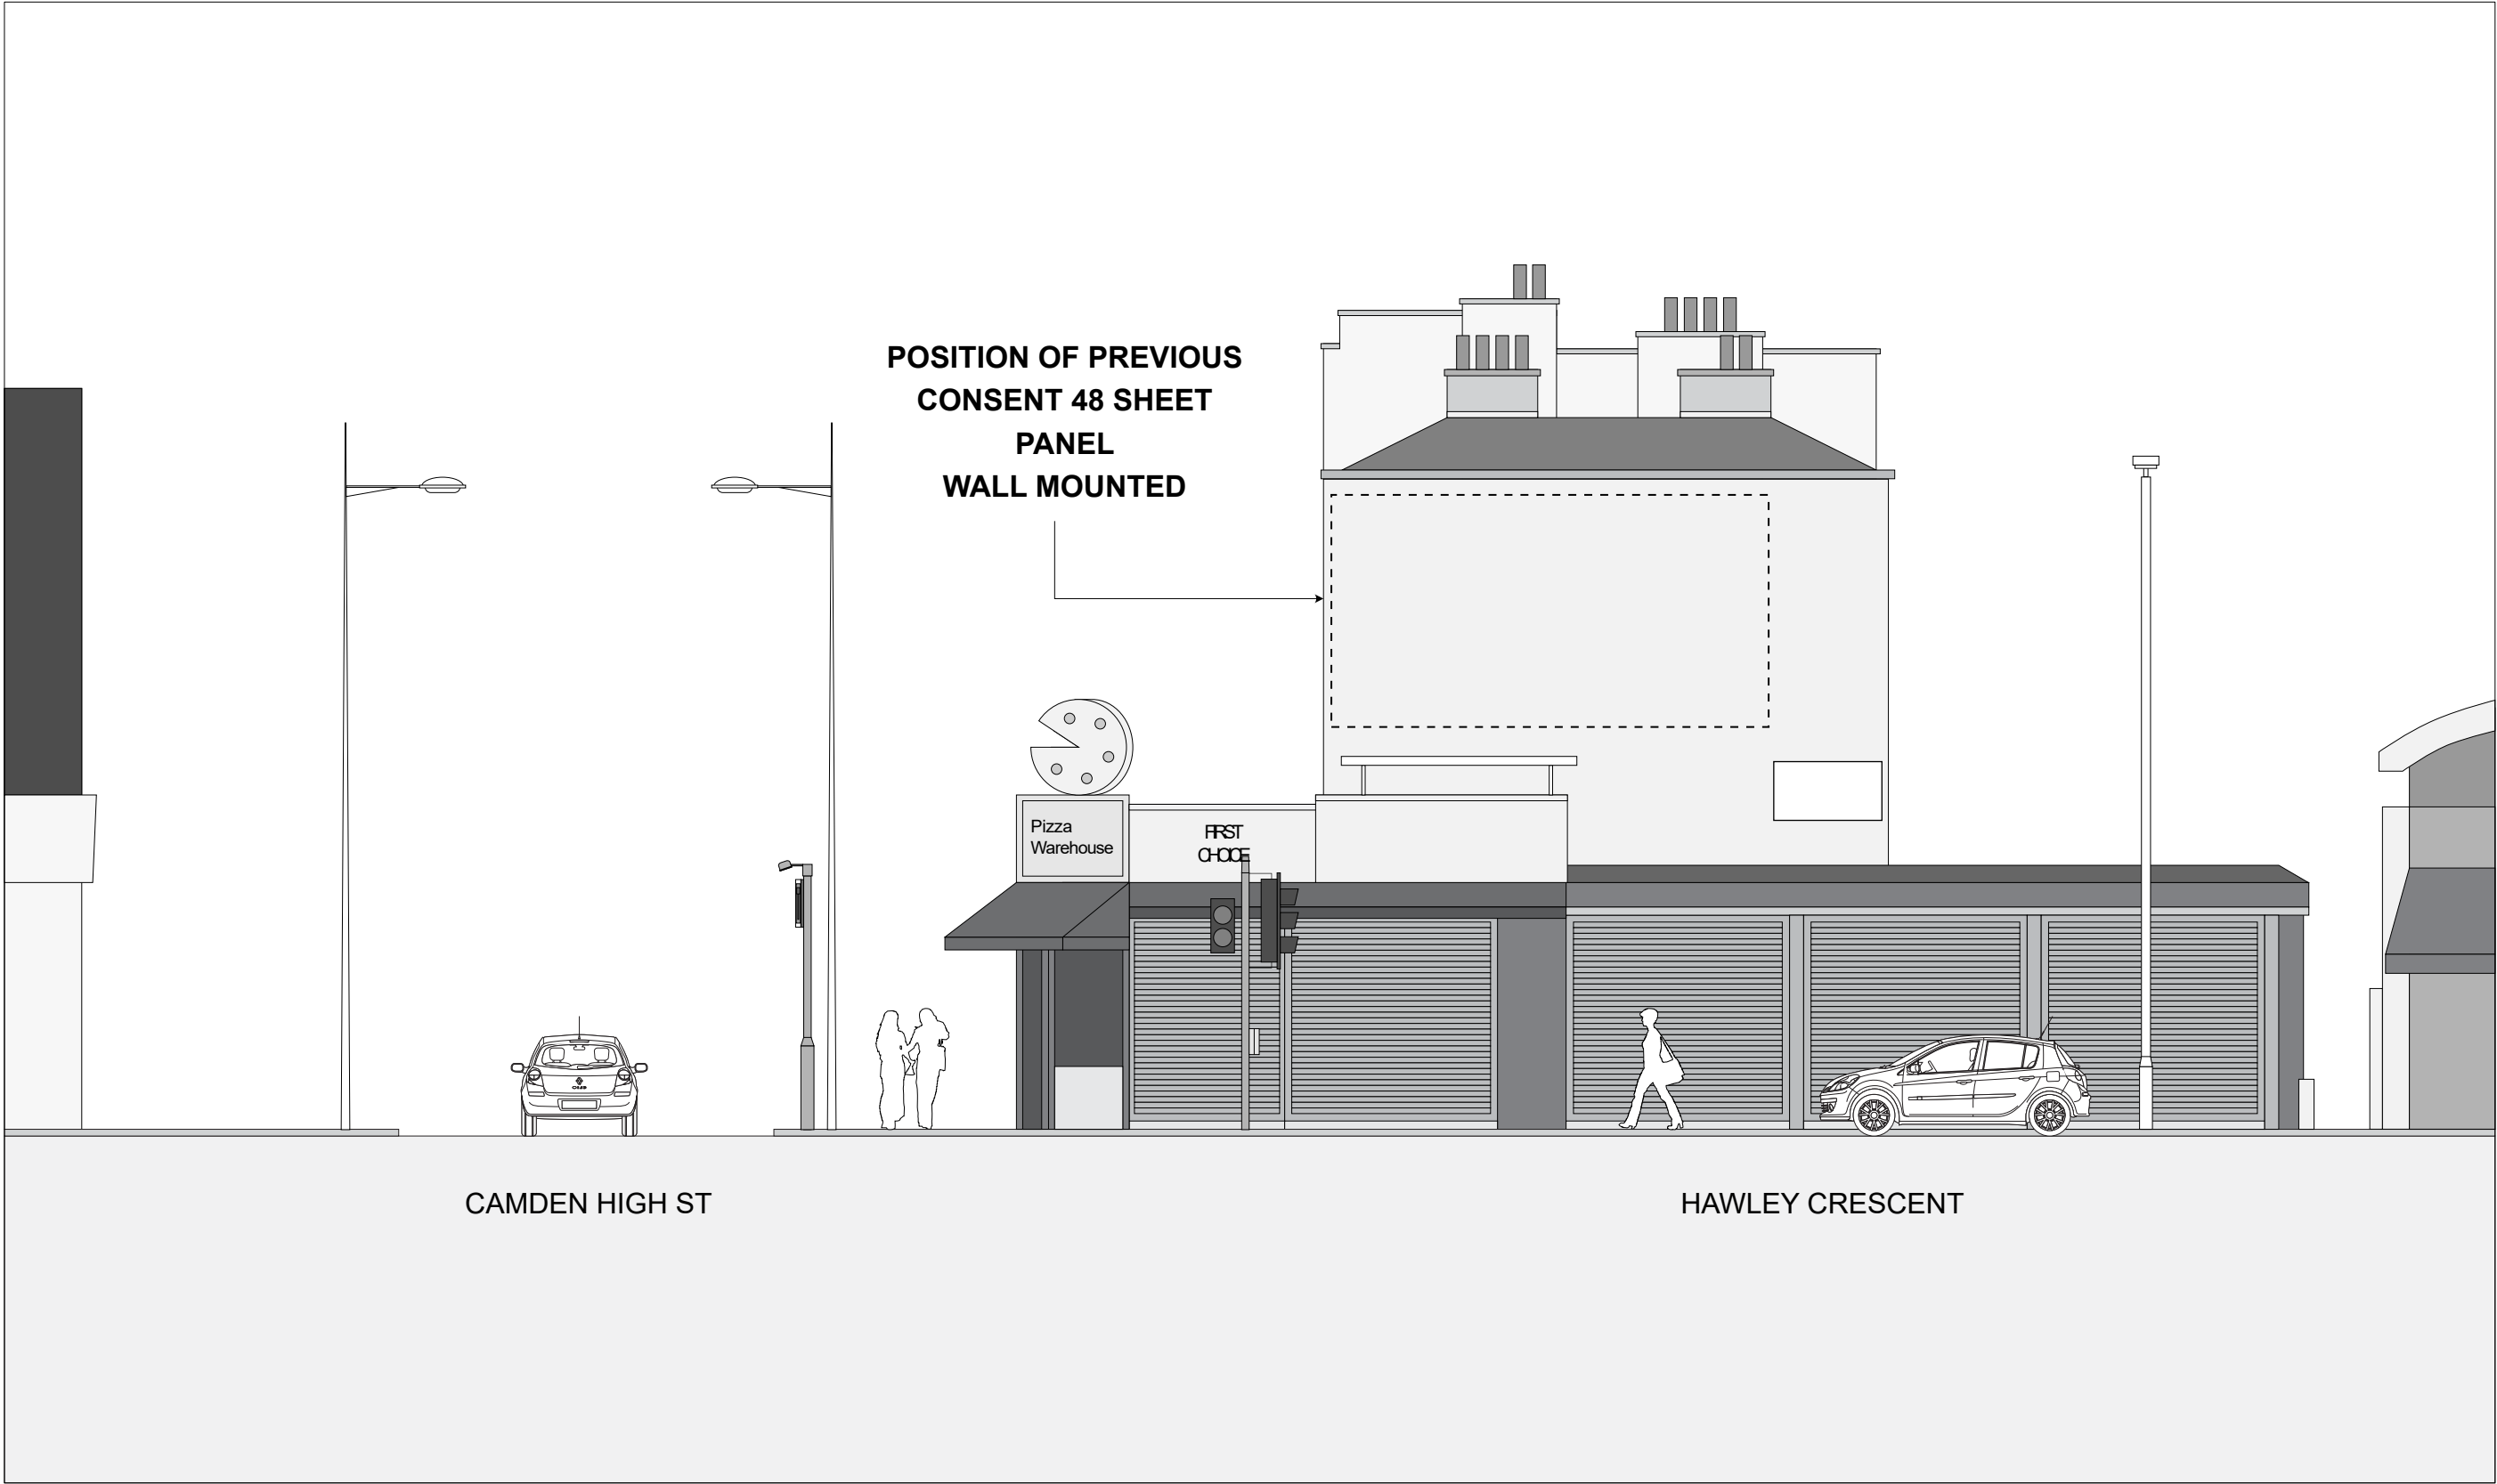 POSITION OF PREVIOUS
CONSENT 48 SHEET
PANEL
WALL MOUNTED
Pizza
Warehouse
FIRST
CHOICE
CAMDEN HIGH ST
HAWLEY CRESCENT